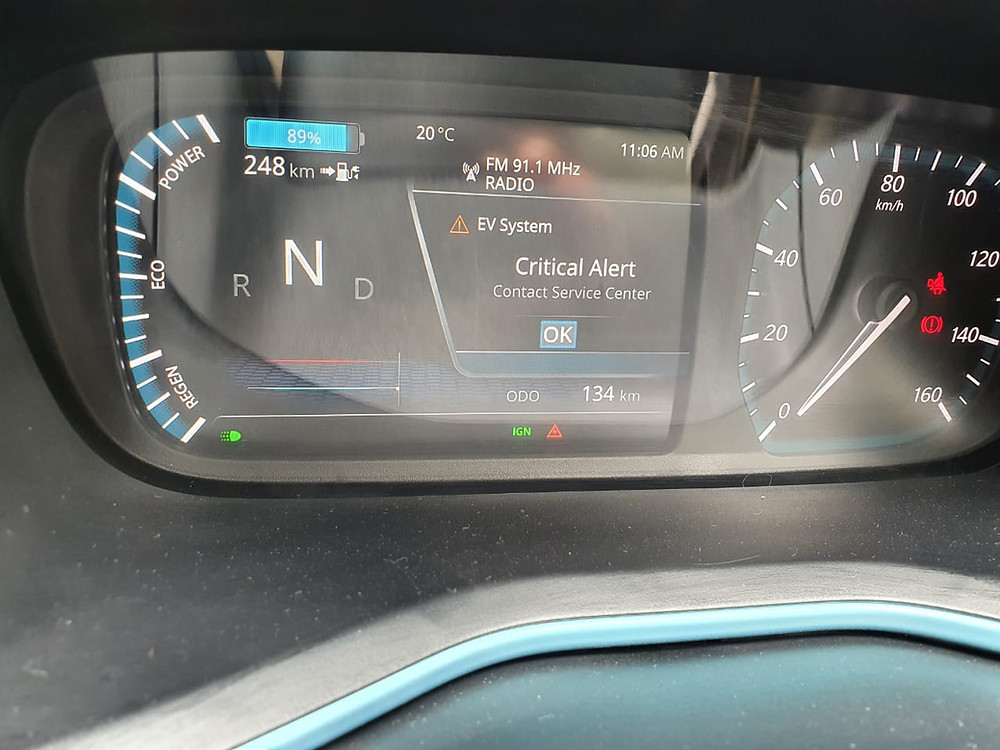 89%
20°C
11:06 AM
248 km
FM 91.1 MHz
RADIO
EV System
Critical Alert
Contact Service Center
OK
R N D
ODO 134 km
IGN
POWER
ECO
REGEN
0
20
40
60
80
km/h
100
120
140
160